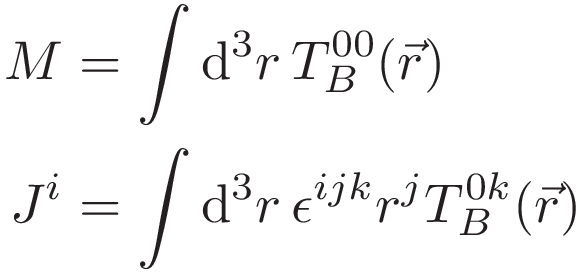 M = ∫ d³r T_B^{00}(r⃗)
J^i = ∫ d³r ϵ^{ijk} r^j T_B^{0k}(r⃗)